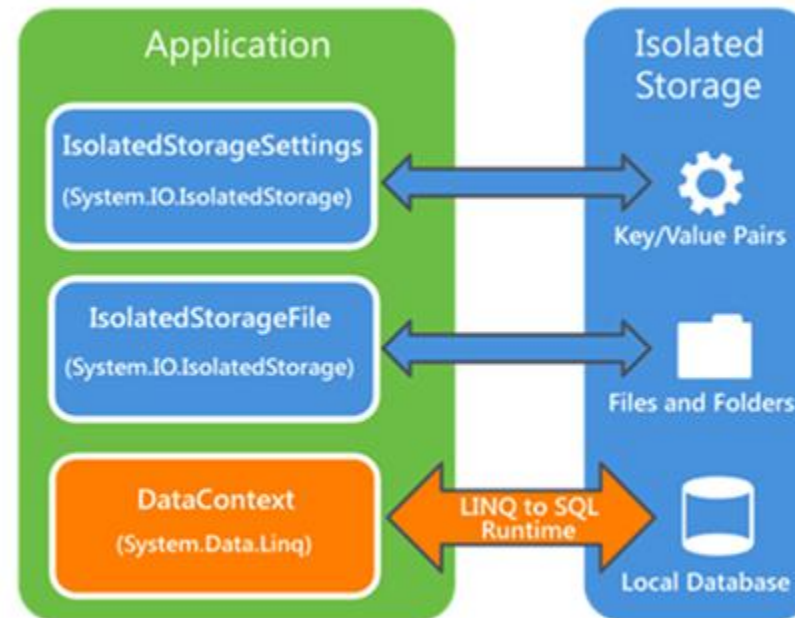 Application
IsolatedStorageSettings
(System.IO.IsolatedStorage)
IsolatedStorageFile
(System.IO.IsolatedStorage)
DataContext
(System.Data.Linq)
LINQ to SQL
Runtime
Isolated
Storage
Key/Value Pairs
Files and Folders
Local Database